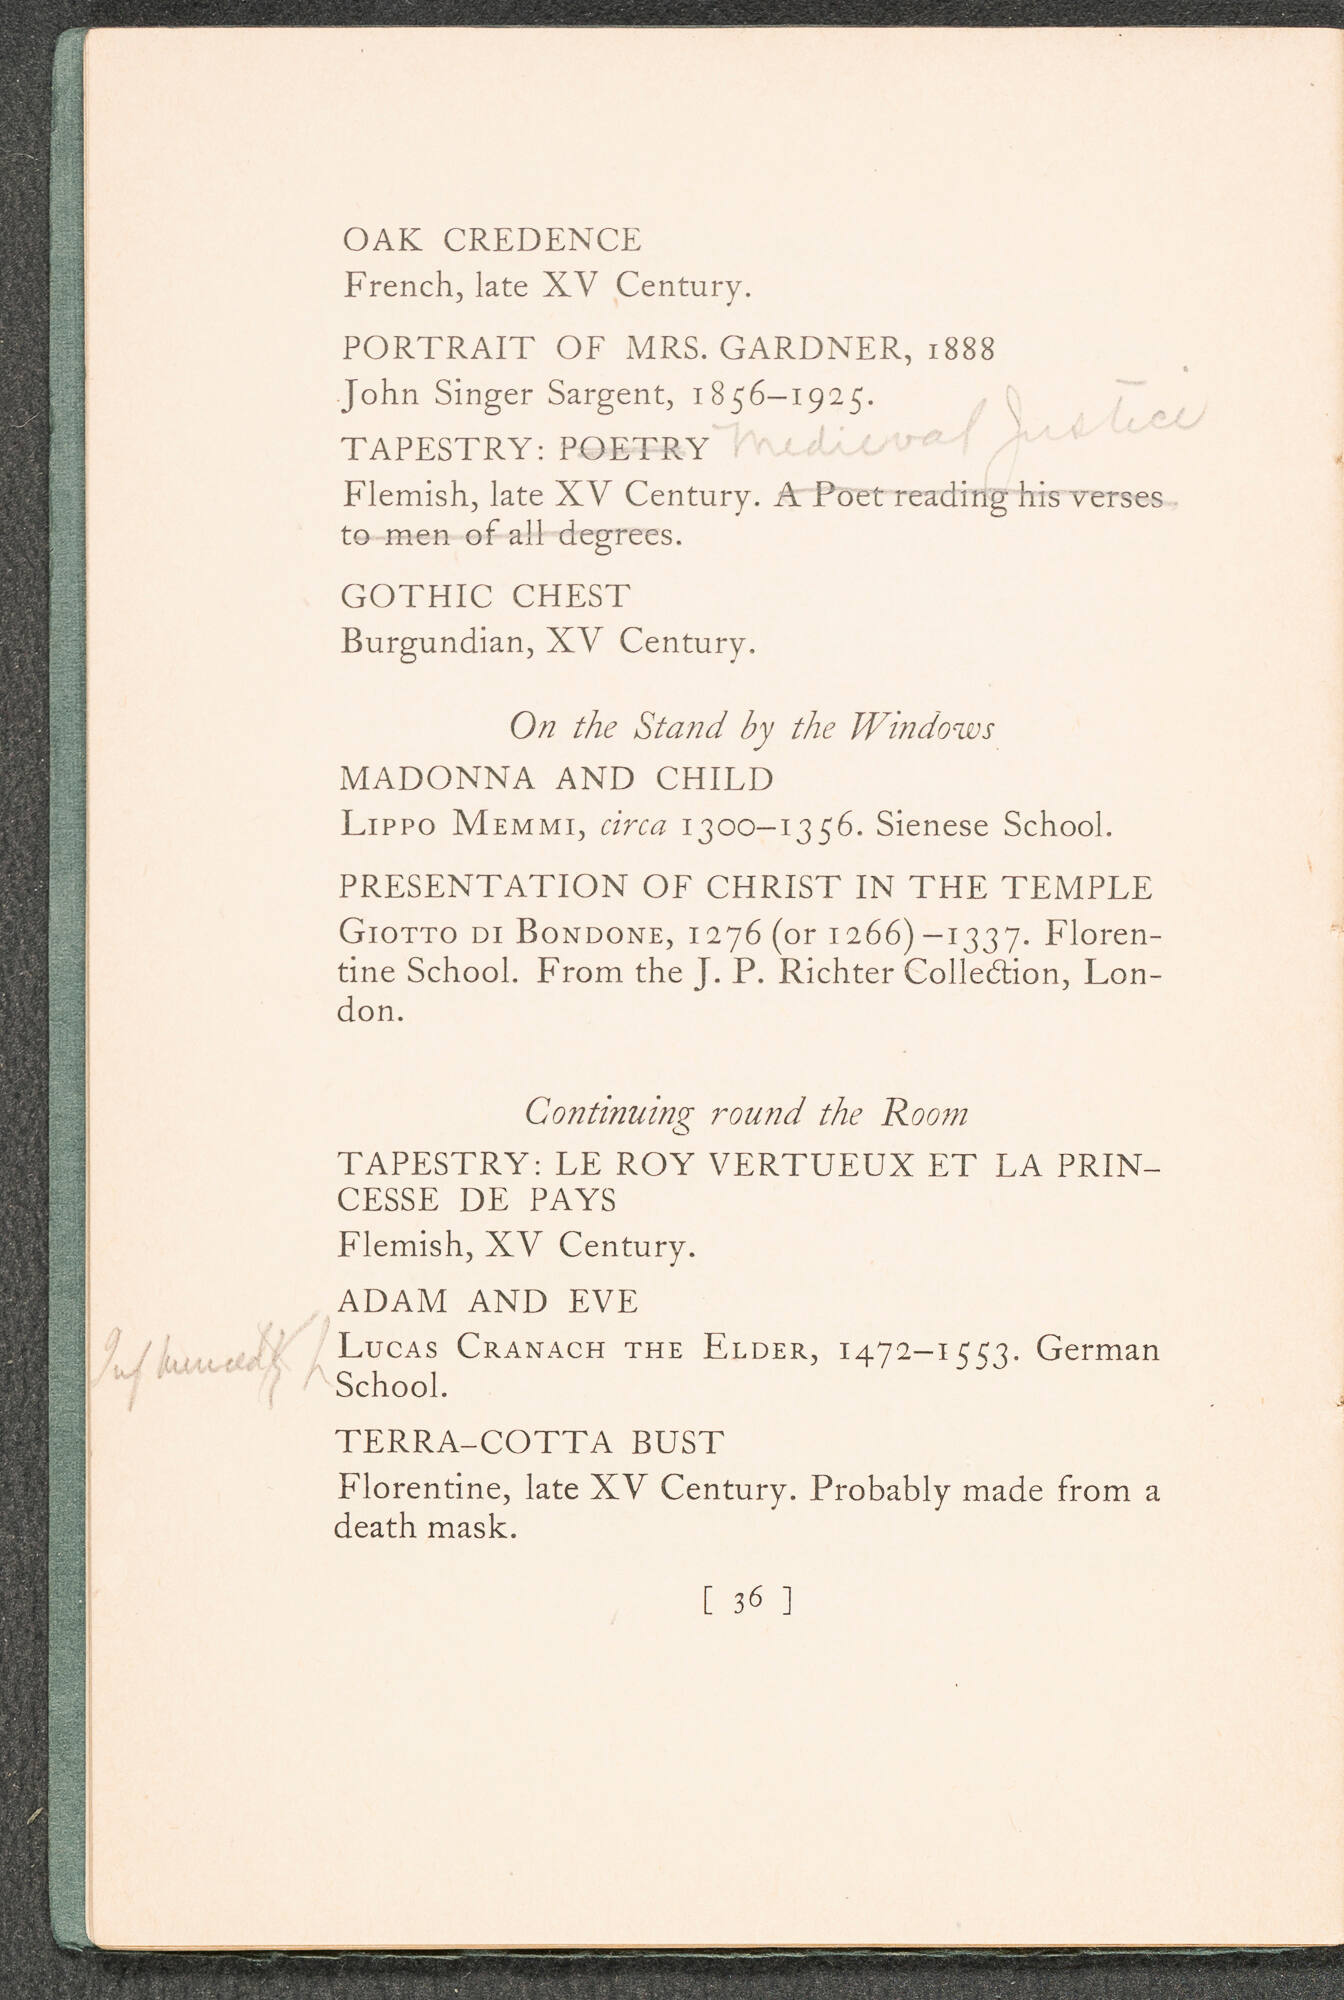 OAK CREDENCE
French, late XV Century.
PORTRAIT OF MRS. GARDNER, 1888
John Singer Sargent, 1856–1925.
TAPESTRY: POETRY Medieval Justice
Flemish, late XV Century. A Poet reading his verses
to men of all degrees.
GOTHIC CHEST
Burgundian, XV Century.
On the Stand by the Windows
MADONNA AND CHILD
LIPPO MEMMI, circa 1300–1356. Sienese School.
PRESENTATION OF CHRIST IN THE TEMPLE
GIOTTO DI BONDONE, 1276 (or 1266)–1337. Floren-
tine School. From the J. P. Richter Collection, Lon-
don.
Continuing round the Room
TAPESTRY: LE ROY VERTUEUX ET LA PRIN-
CESSE DE PAYS
Flemish, XV Century.
ADAM AND EVE
Influenced by LUCAS CRANACH THE ELDER, 1472–1553. German
School.
TERRA-COTTA BUST
Florentine, late XV Century. Probably made from a
death mask.
[ 36 ]